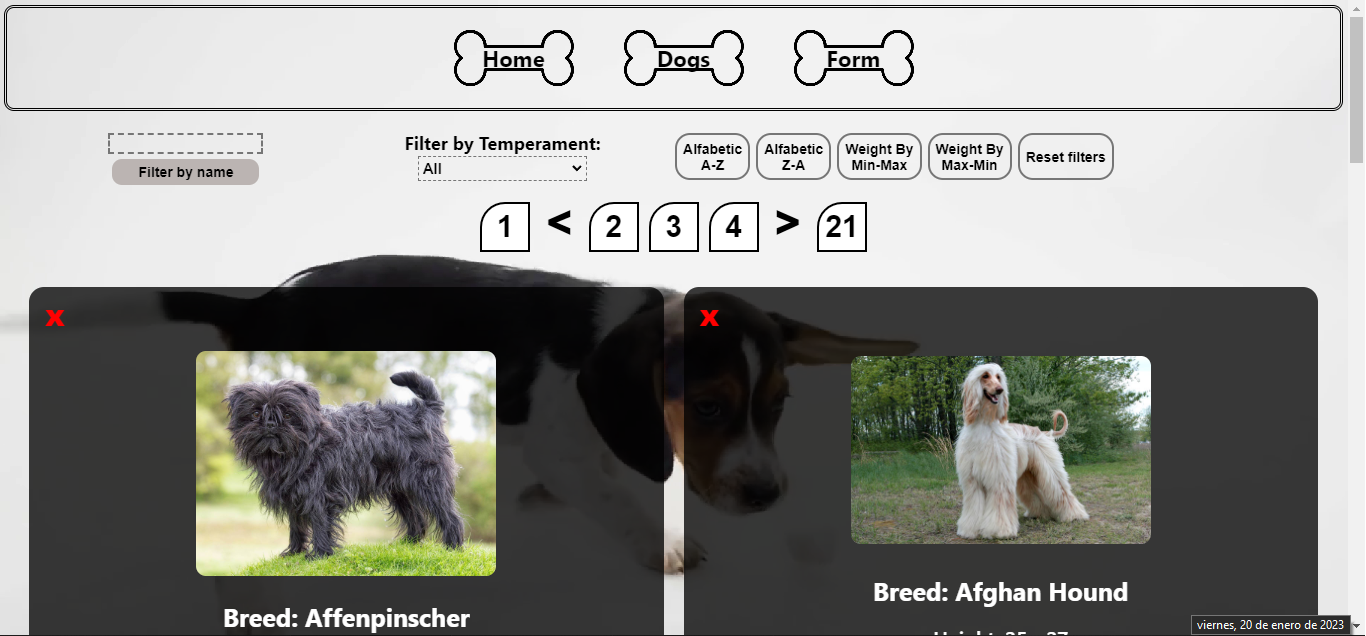 Home Dogs Form
Filter by name
Filter by Temperament:
All
Alfabetic A-Z
Alfabetic Z-A
Weight By Min-Max
Weight By Max-Min
Reset filters
1 < 2 3 4 > 21
x
x
Breed: Affenpinscher
Breed: Afghan Hound
viernes, 20 de enero de 2023